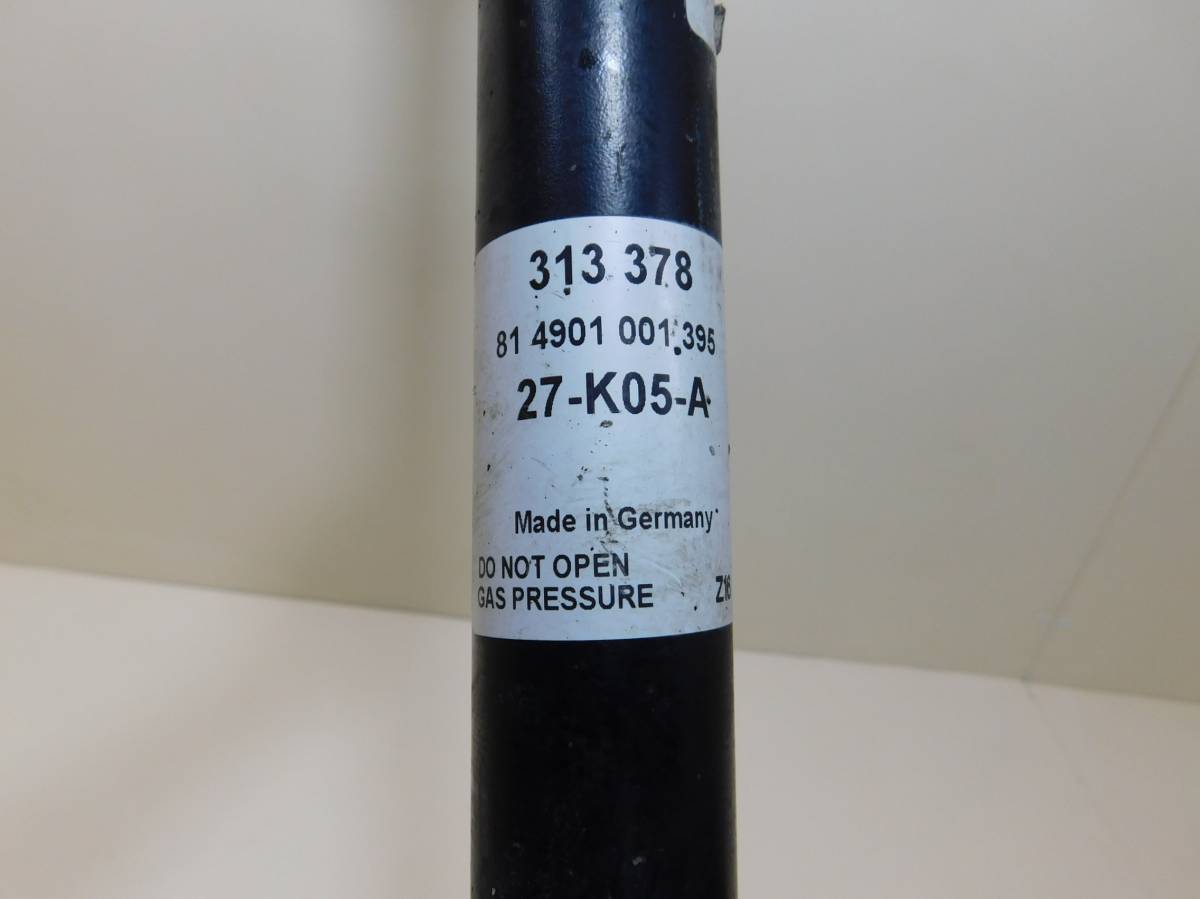 313 378
81 4901 001 395
27-K05-A
Made in Germany
DO NOT OPEN
GAS PRESSURE